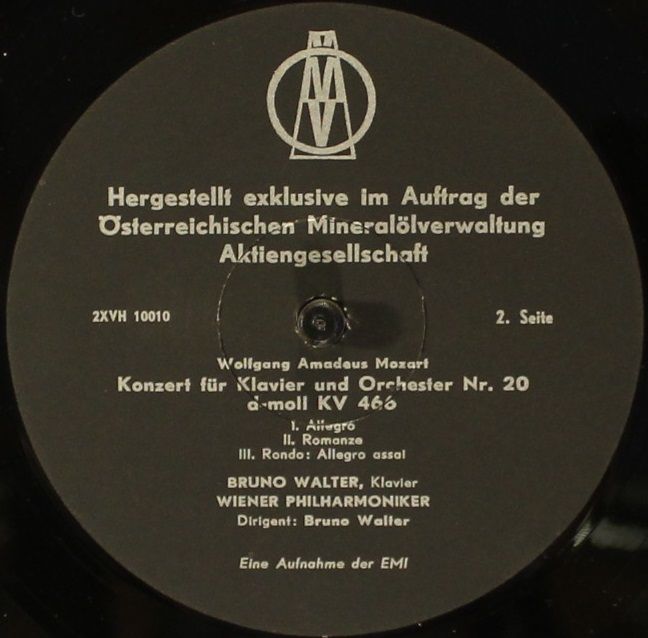 ÖMV
Hergestellt exklusive im Auftrag der
Österreichischen Mineralölverwaltung
Aktiengesellschaft
2XVH 10010 2. Seite
Wolfgang Amadeus Mozart
Konzert für Klavier und Orchester Nr. 20
d-moll KV 466
I. Allegro
II. Romanze
III. Rondo: Allegro assai
BRUNO WALTER, Klavier
WIENER PHILHARMONIKER
Dirigent: Bruno Walter
Eine Aufnahme der EMI